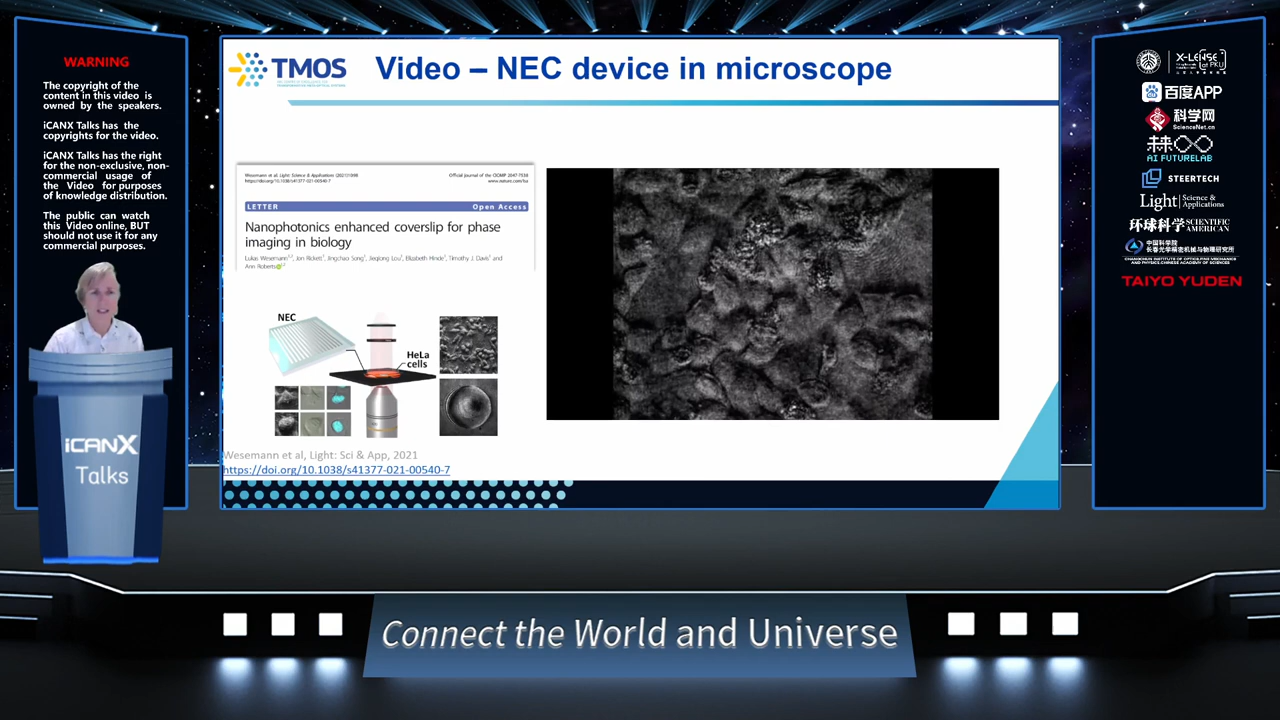 WARNING
The copyright of the
content in this video is
owned by the speakers.
iCANX Talks has the
copyrights for the video.
iCANX Talks has the right
for the non-exclusive, non-
commercial usage of
the Video for purposes
of knowledge distribution.
The public can watch
this Video online, BUT
should not use it for any
commercial purposes.
iCANX
Talks
TMOS
Video – NEC device in microscope
Wesemann et al. Light: Science & Applications (2021)10:98
https://doi.org/10.1038/s41377-021-00540-7
Official journal of the CIOMP 2047-7538
www.nature.com/lsa
LETTER
Open Access
Nanophotonics enhanced coverslip for phase
imaging in biology
Lukas Wesemann, Jon Rickett, Jingchao Song, Jieqiong Lou, Elizabeth Hinde, Timothy J. Davis and
Ann Roberts
NEC
HeLa
cells
Wesemann et al, Light: Sci & App, 2021
https://doi.org/10.1038/s41377-021-00540-7
百度APP
科学网
ScienceNet.cn
AI FUTURELAB
STEERTECH
Light Science & Applications
环球科学 SCIENTIFIC AMERICAN
中国科学院
长春光学精密机械与物理研究所
CHANGCHUN INSTITUTE OF OPTICS, FINE MECHANICS
AND PHYSICS, CHINESE ACADEMY OF SCIENCES
TAIYO YUDEN
Connect the World and Universe